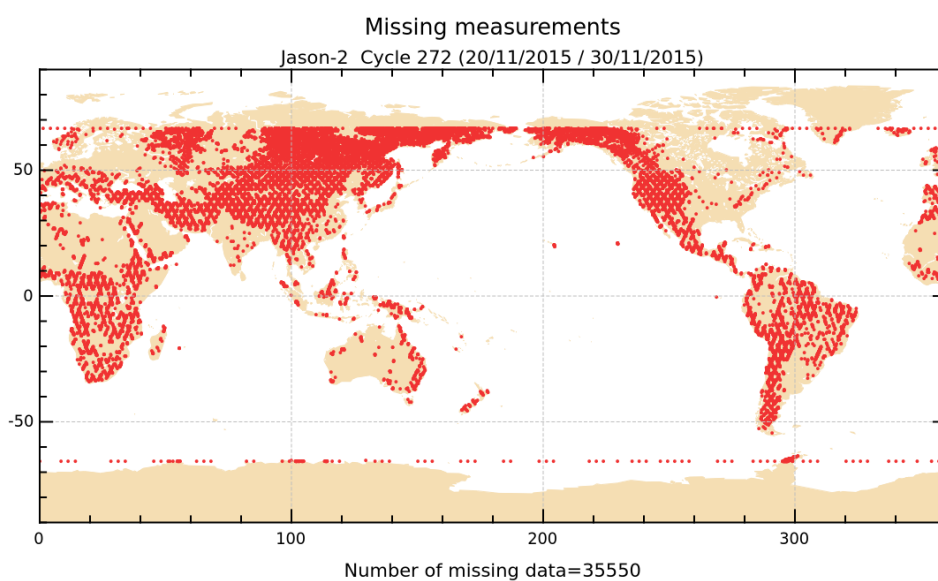 Missing measurements
Jason-2 Cycle 272 (20/11/2015 / 30/11/2015)
50
0
-50
0
100
200
300
Number of missing data=35550